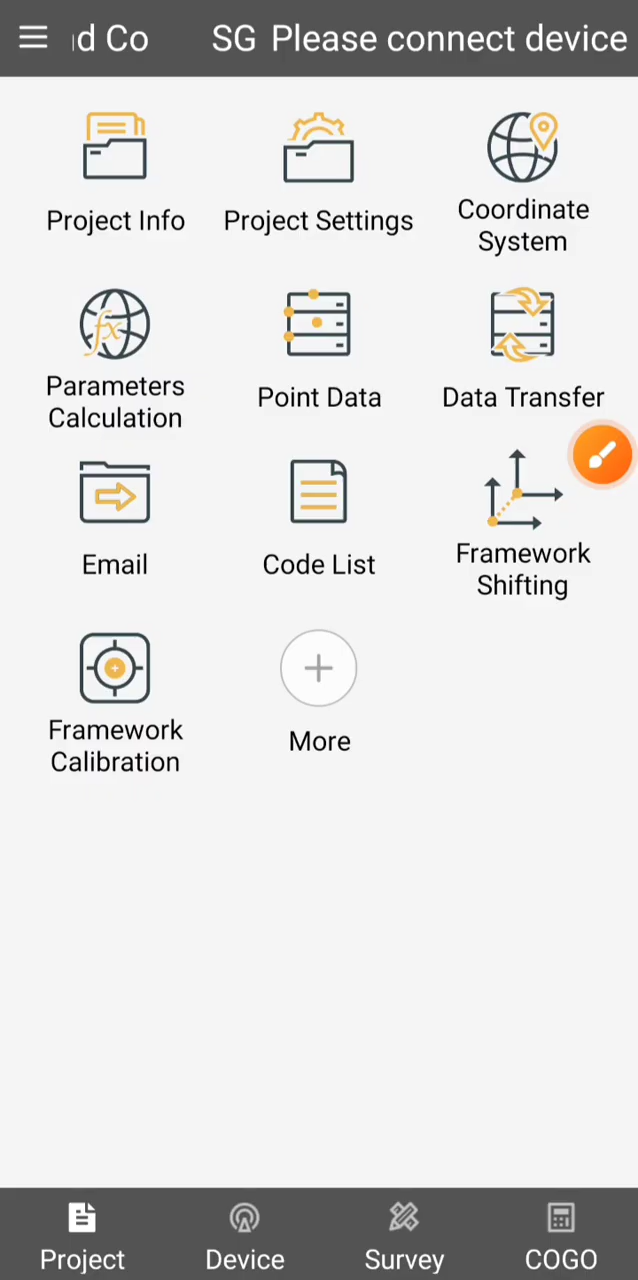 d Co SG Please connect device
Project Info
Project Settings
Coordinate
System
Parameters
Calculation
Point Data
Data Transfer
Email
Code List
Framework
Shifting
Framework
Calibration
More
Project
Device
Survey
COGO